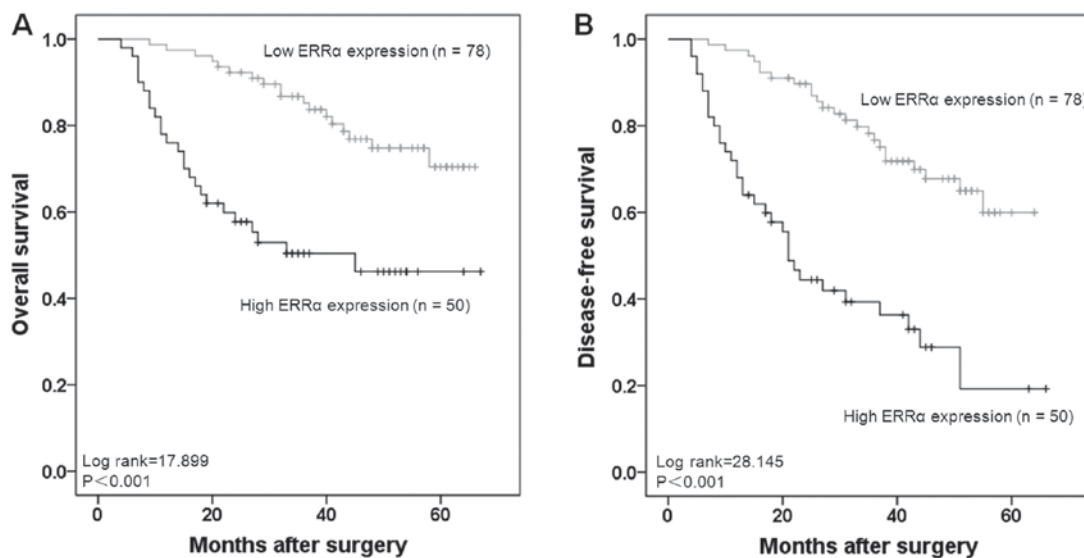 A
Overall survival
1.0
0.8
0.6
0.4
0.2
0.0
Low ERRα expression (n = 78)
High ERRα expression (n = 50)
Log rank=17.899
P<0.001
0 20 40 60
Months after surgery
B
Disease-free survival
1.0
0.8
0.6
0.4
0.2
0.0
Low ERRα expression (n = 78)
High ERRα expression (n = 50)
Log rank=28.145
P<0.001
0 20 40 60
Months after surgery